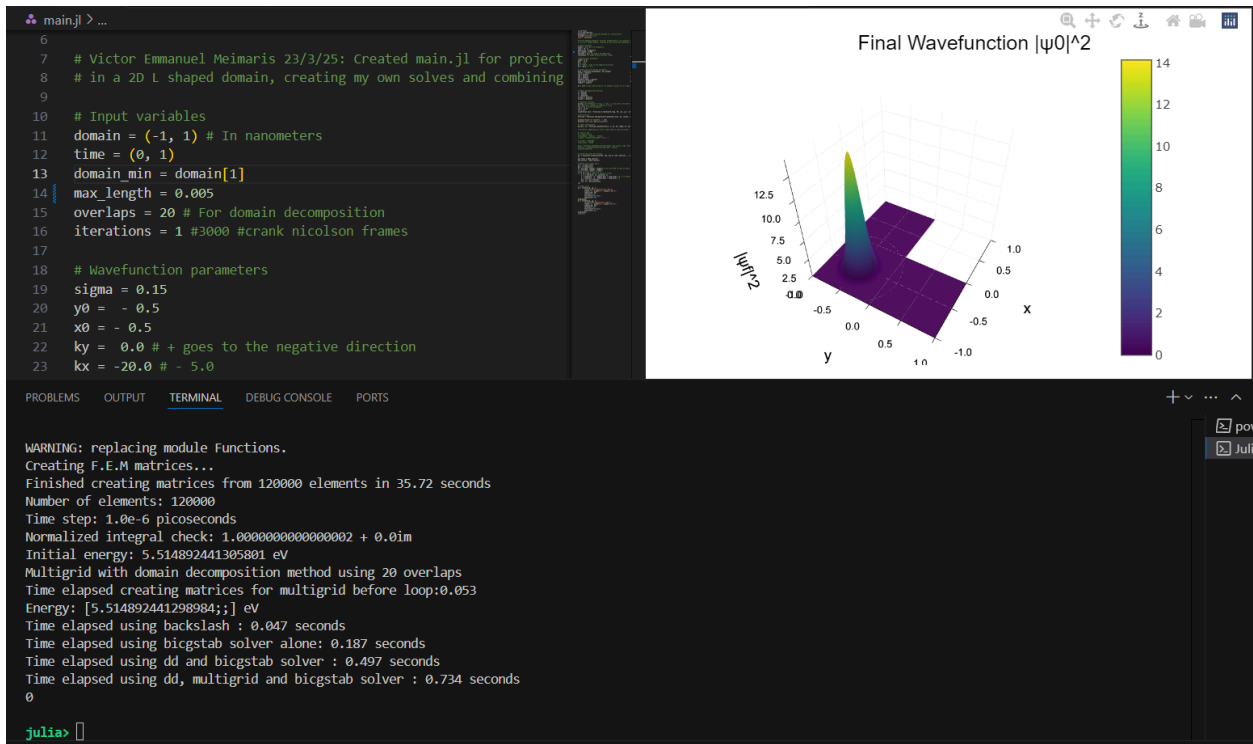 main.jl > ...
6
7 # Victor Emmanuel Meimaris 23/3/25: Created main.jl for project
8 # in a 2D L shaped domain, creating my own solves and combining
9
10 # Input variables
11 domain = (-1, 1) # In nanometers
12 time = (0, 1)
13 domain_min = domain[1]
14 max_length = 0.005
15 overlaps = 20 # For domain decomposition
16 iterations = 1 #3000 #crank nicolson frames
17
18 # Wavefunction parameters
19 sigma = 0.15
20 y0 =  - 0.5
21 x0 = - 0.5
22 ky =  0.0 # + goes to the negative direction
23 kx = -20.0 # - 5.0
Final Wavefunction |ψ0|^2
14
12
10
8
6
4
2
0
12.5
10.0
7.5
5.0
2.5
|ψf|^2
-0.5
0.0
0.5
1.0
y
1.0
0.5
0.0
-0.5
-1.0
x
PROBLEMS OUTPUT TERMINAL DEBUG CONSOLE PORTS
WARNING: replacing module Functions.
Creating F.E.M matrices...
Finished creating matrices from 120000 elements in 35.72 seconds
Number of elements: 120000
Time step: 1.0e-6 picoseconds
Normalized integral check: 1.0000000000000002 + 0.0im
Initial energy: 5.514892441305801 eV
Multigrid with domain decomposition method using 20 overlaps
Time elapsed creating matrices for multigrid before loop:0.053
Energy: [5.514892441298984;;] eV
Time elapsed using backslash : 0.047 seconds
Time elapsed using bicgstab solver alone: 0.187 seconds
Time elapsed using dd and bicgstab solver : 0.497 seconds
Time elapsed using dd, multigrid and bicgstab solver : 0.734 seconds
0
julia>
pov
Juli